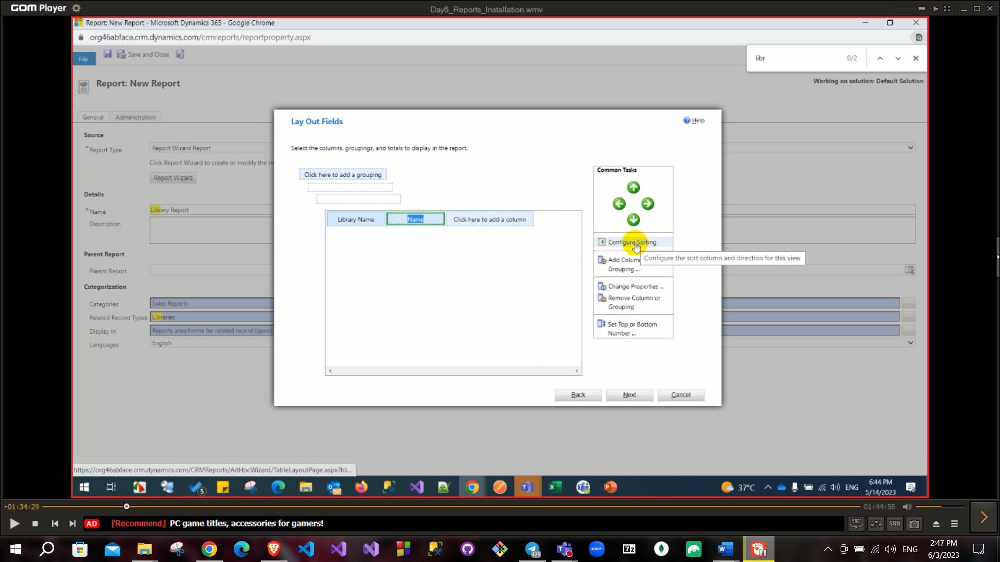 GOM Player
Day6_Reports_Installation.wmv
Report: New Report - Microsoft Dynamics 365 - Google Chrome
org46abface.crm.dynamics.com/crmreports/reportproperty.aspx
File
Save and Close
libr
0/2
Report: New Report
Working on solution: Default Solution
General
Administration
Source
*Report Type
Report Wizard Report
Click Report Wizard to create or modify the re
Report Wizard
Details
*Name
Library Report
Description
Parent Report
Parent Report
Categorization
Categories
Sales Reports
Related Record Types
Libraries
Display In
Reports area;Forms for related record types;
Languages
English
Lay Out Fields
Help
Select the columns, groupings, and totals to display in the report.
Click here to add a grouping
Library Name
Name
Click here to add a column
Common Tasks
Configure Sorting
Configure the sort column and direction for this view
Add Colum
Grouping ...
Change Properties ...
Remove Column or
Grouping
Set Top or Bottom
Number ...
Back
Next
Cancel
https://org46abface.crm.dynamics.com/CRMReports/AdHocWizard/TableLayoutPage.aspx?lci...
5
37°C
ENG
6:44 PM
5/14/2023
-01:34:29
01:44:58
AD
『Recommend』 PC game titles, accessories for gamers!
360°
SUB
429
zoom
7z
ENG
2:47 PM
6/3/2023